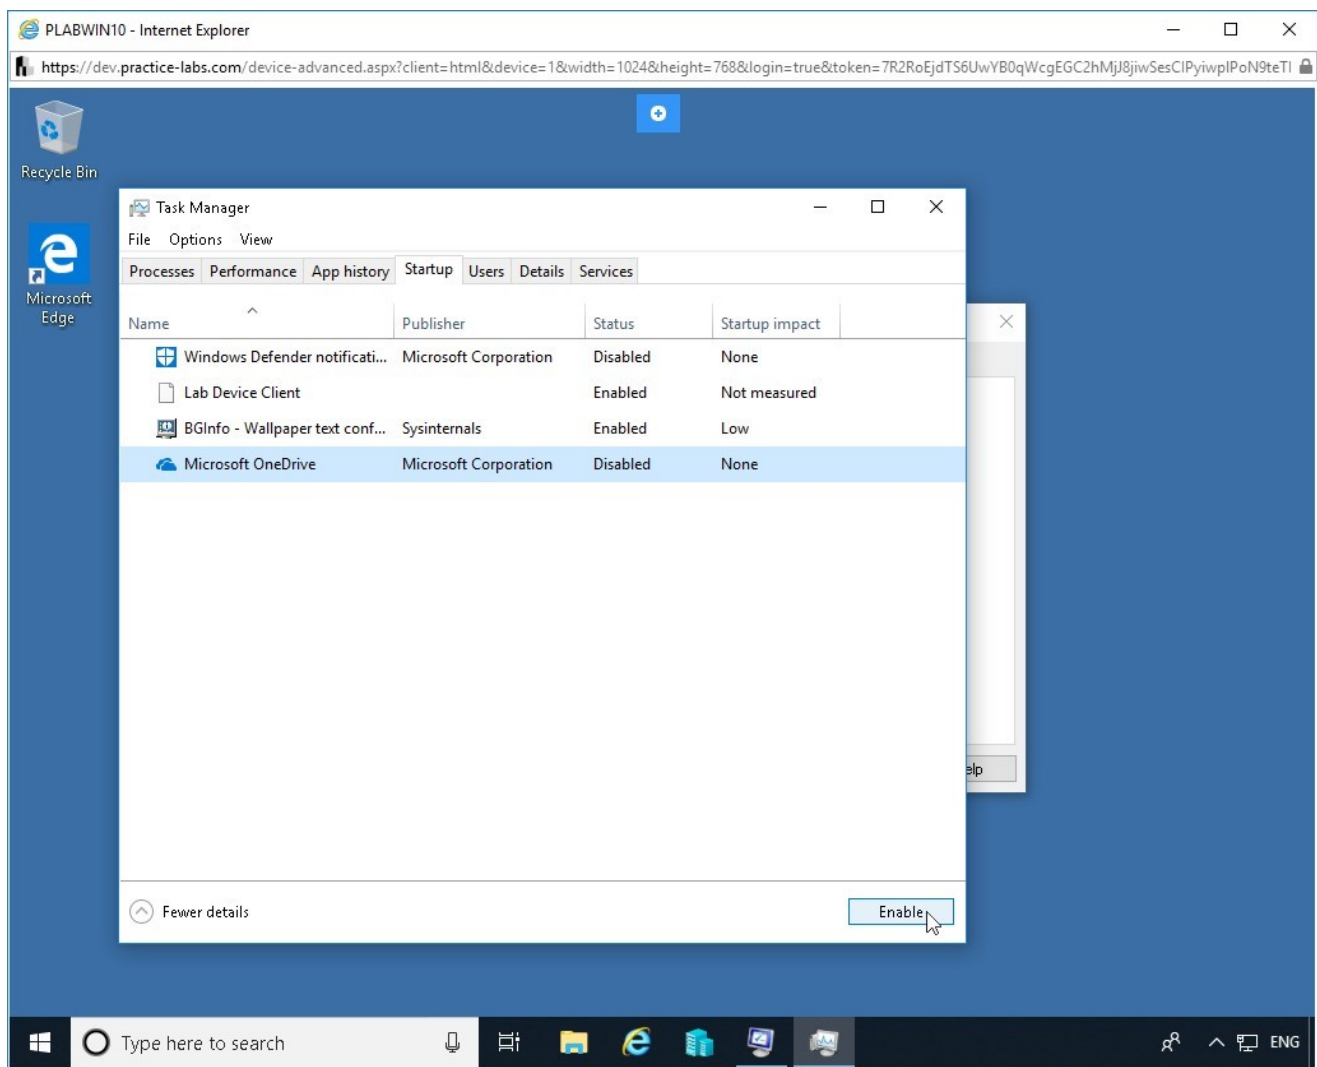 PLABWIN10 - Internet Explorer
https://dev.practice-labs.com/device-advanced.aspx?client=html&device=1&width=1024&height=768&login=true&token=7R2RoEjdTS6UwYB0qWcgEGC2hMjJ8jiwSesCIPyiwpIPoN9teTI
Recycle Bin
Task Manager
File Options View
Processes Performance App history Startup Users Details Services
Microsoft
Edge
Name Publisher Status Startup impact
Windows Defender notificati... Microsoft Corporation Disabled None
Lab Device Client Enabled Not measured
BGInfo - Wallpaper text conf... Sysinternals Enabled Low
Microsoft OneDrive Microsoft Corporation Disabled None
elp
Fewer details Enable
Type here to search ENG